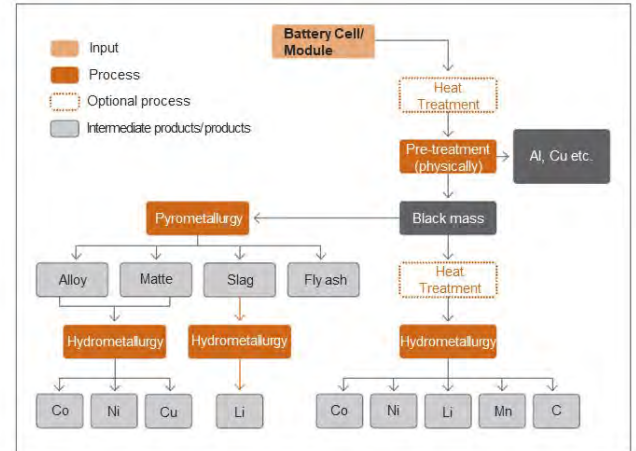 Battery Cell/
Module
Input
Process
Optional process
Intermediate products/products
Heat
Treatment
Pre-treatment
(physically)
Al, Cu etc.
Pyrometallurgy
Black mass
Alloy
Matte
Slag
Fly ash
Heat
Treatment
Hydrometallurgy
Hydrometallurgy
Hydrometallurgy
Co
Ni
Cu
Li
Co
Ni
Li
Mn
C